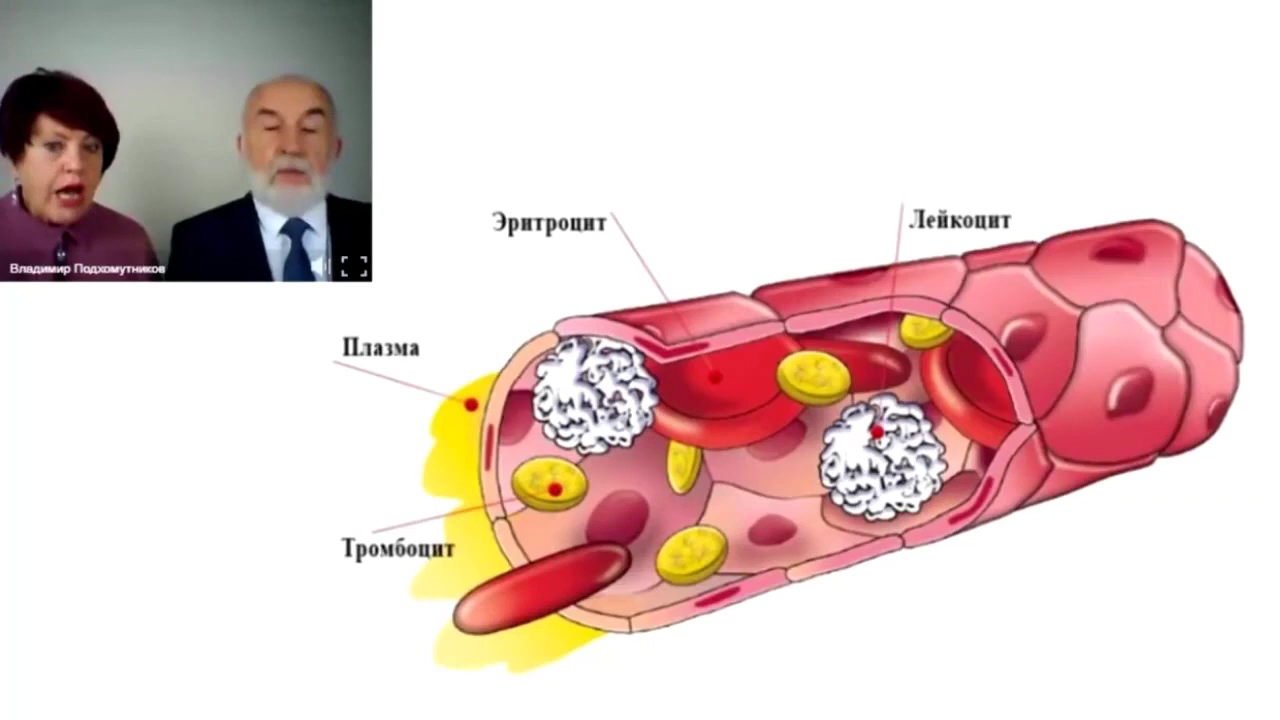 Владимир Подхомутников
Эритроцит
Лейкоцит
Плазма
Тромбоцит